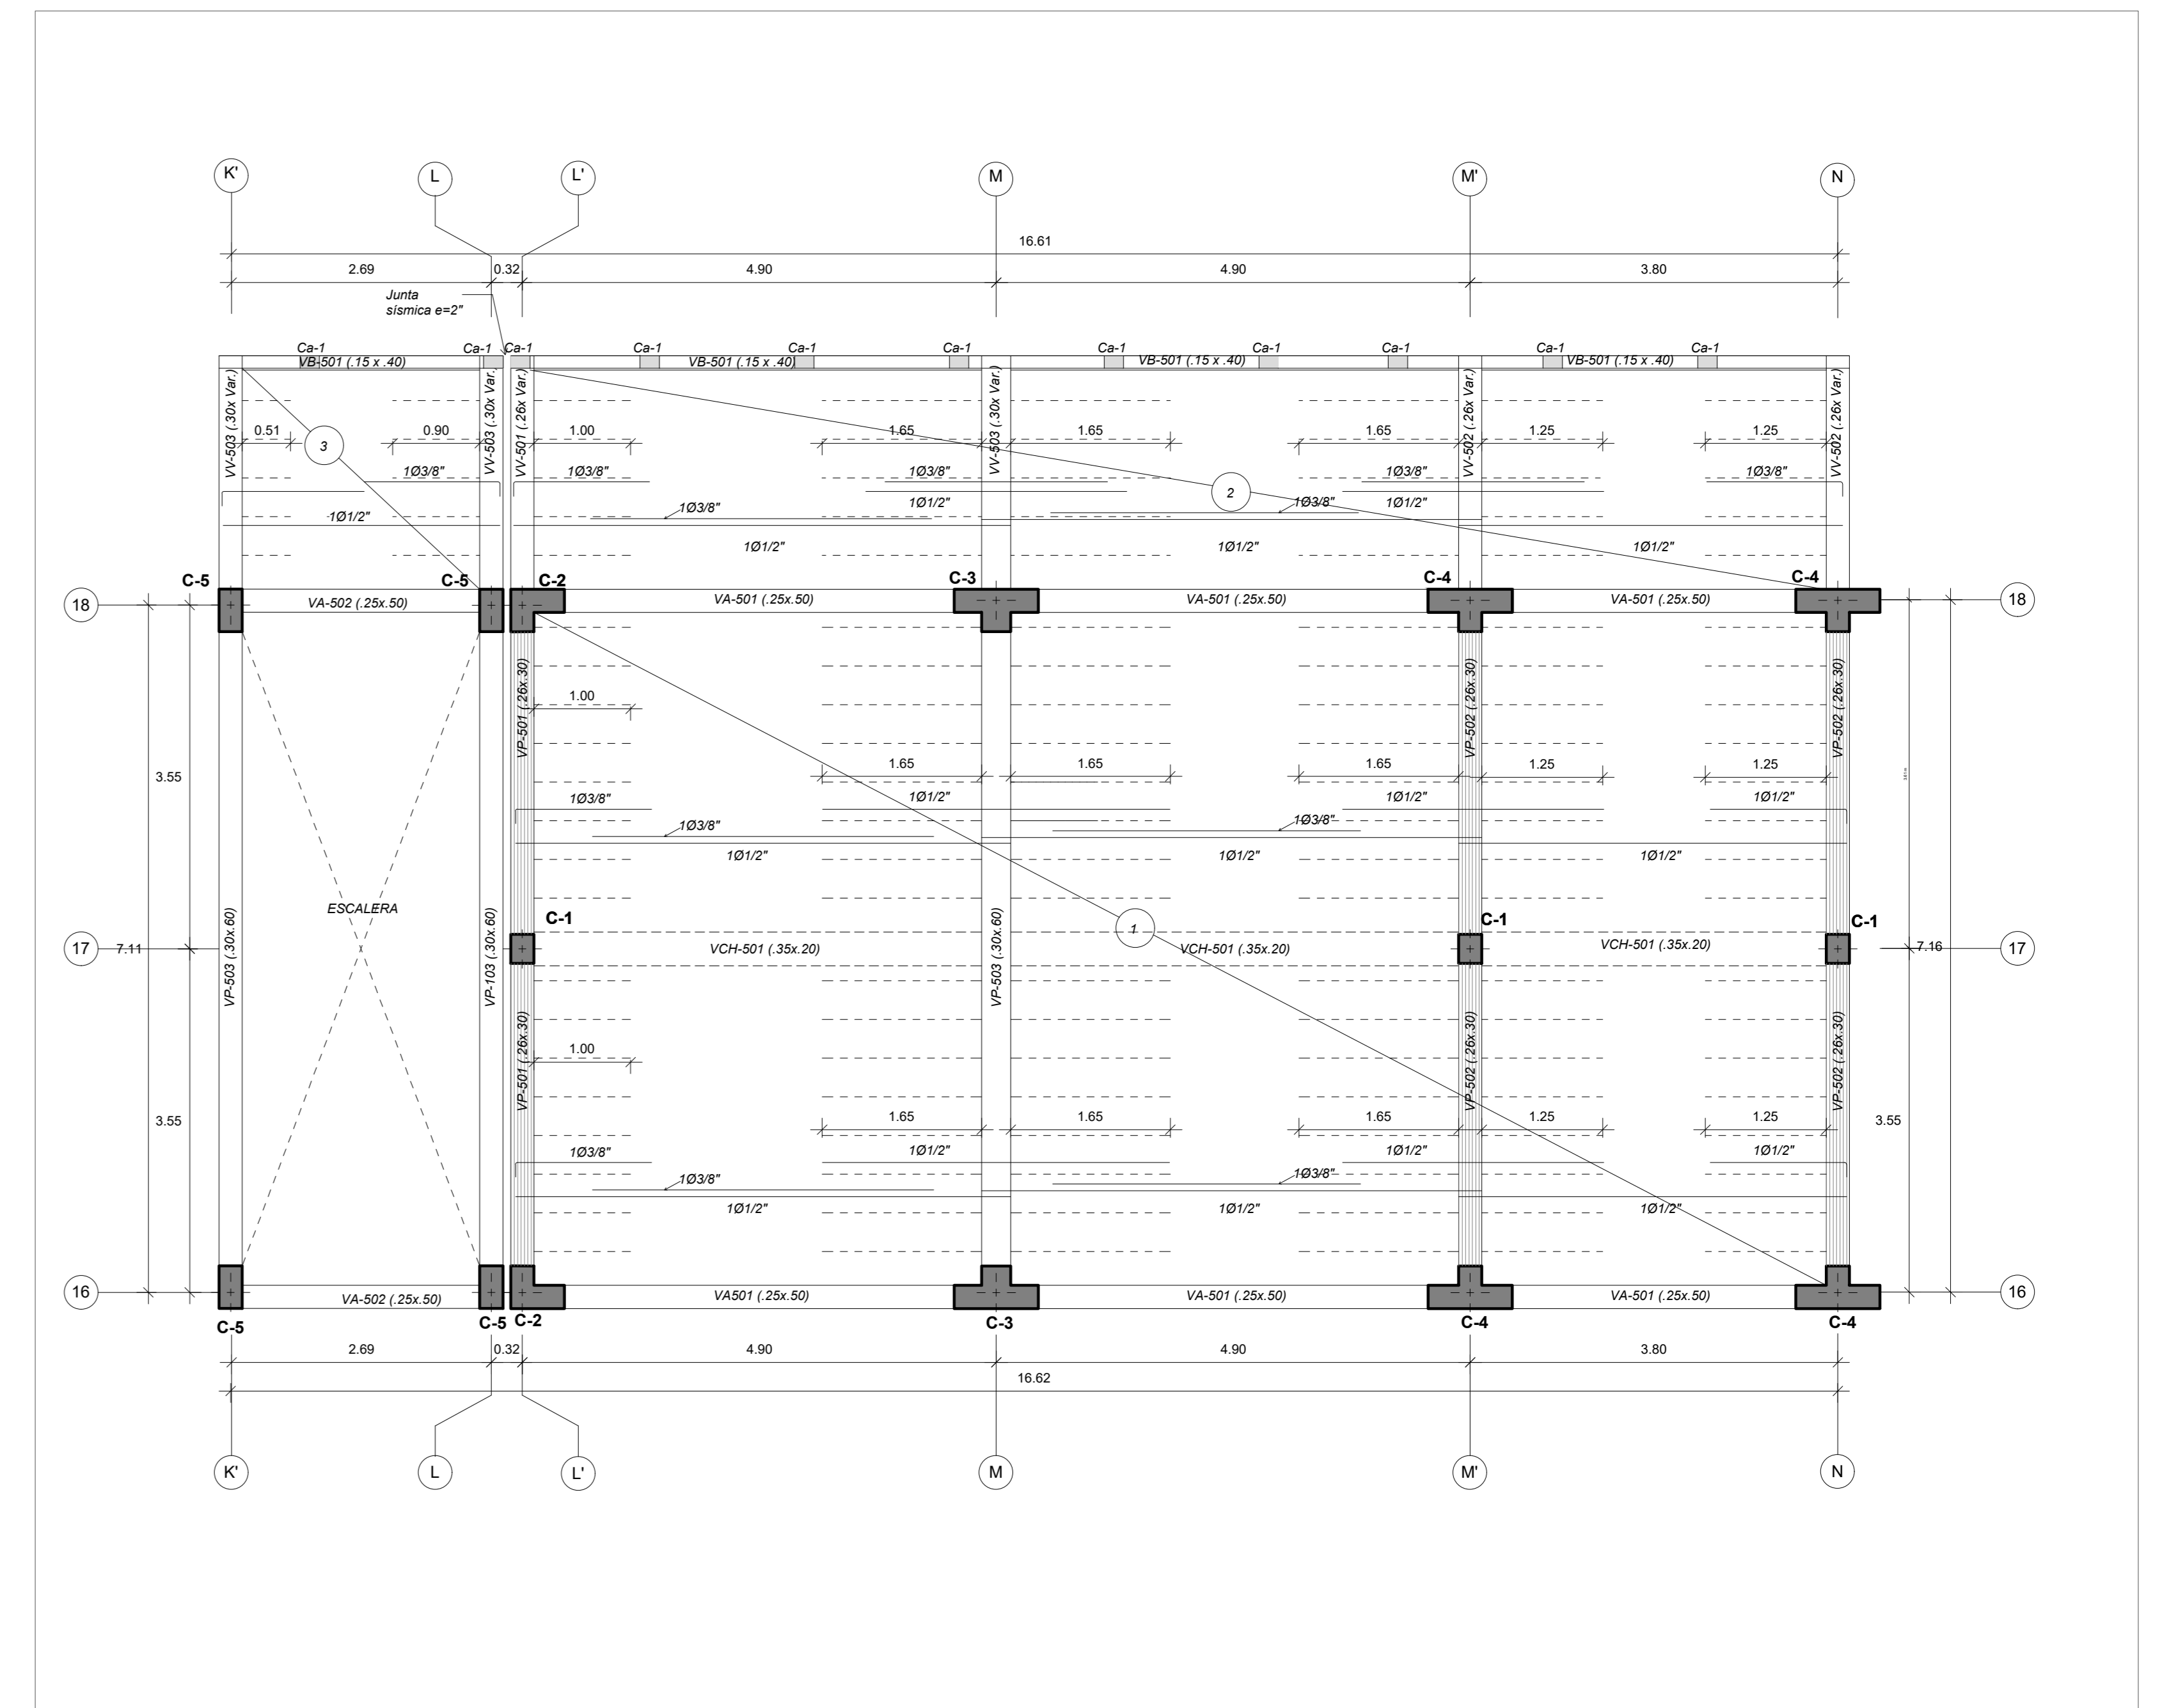 K' L L' M M' N
16.61
2.69 0.32 4.90 4.90 3.80
Junta
sísmica e=2"
Ca-1 Ca-1 Ca-1 Ca-1 Ca-1 Ca-1 Ca-1 Ca-1 Ca-1 Ca-1 Ca-1
VB-501 (.15 x .40) VB-501 (.15 x .40) VB-501 (.15 x .40) VB-501 (.15 x .40)
VV-503 (.30x Var.) VV-503 (.30x Var.) VV-501 (.26x Var.) VV-503 (.30x Var.) VV-502 (.26x Var.) VV-502 (.26x Var.)
0.51 0.90 1.00 1.65 1.65 1.65 1.25 1.25
3
1Ø3/8" 1Ø3/8" 1Ø3/8" 1Ø3/8" 1Ø3/8"
2
1Ø1/2" 1Ø3/8" 1Ø1/2" 1Ø3/8" 1Ø1/2"
1Ø1/2" 1Ø1/2" 1Ø1/2"
C-5 C-5 C-2 C-3 C-4 C-4
18 VA-502 (.25x.50) VA-501 (.25x.50) VA-501 (.25x.50) VA-501 (.25x.50) 18
VP-501 (.26x.30) VP-502 (.26x.30) VP-502 (.26x.30)
1.00
3.55 1.65 1.65 1.65 1.25 1.25
1Ø3/8" 1Ø1/2" 1Ø1/2" 1Ø1/2"
1Ø3/8" 1Ø3/8"
1Ø1/2" 1Ø1/2" 1Ø1/2"
ESCALERA
C-1 C-1 C-1
1
17 7.11 VCH-501 (.35x.20) VCH-501 (.35x.20) VCH-501 (.35x.20) 7.16 17
VP-503 (.30x.60) VP-103 (.30x.60) VP-503 (.30x.60)
VP-501 (.26x.30) VP-502 (.26x.30) VP-502 (.26x.30)
1.00
3.55 1.65 1.65 1.65 1.25 1.25 3.55
1Ø3/8" 1Ø1/2" 1Ø1/2" 1Ø1/2"
1Ø3/8" 1Ø3/8"
1Ø1/2" 1Ø1/2" 1Ø1/2"
16 VA-502 (.25x.50) VA501 (.25x.50) VA-501 (.25x.50) VA-501 (.25x.50) 16
C-5 C-5 C-2 C-3 C-4 C-4
2.69 0.32 4.90 4.90 3.80
16.62
K' L L' M M' N